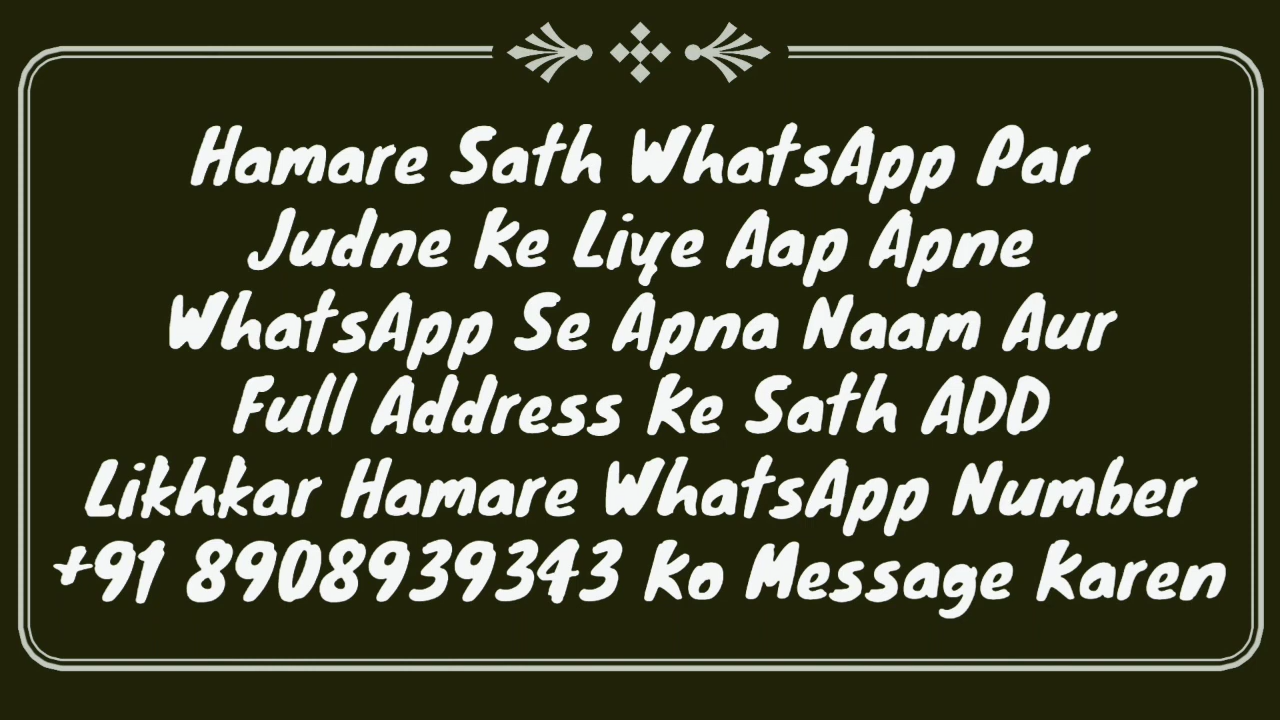 Hamare Sath WhatsApp Par
Judne Ke Liye Aap Apne
WhatsApp Se Apna Naam Aur
Full Address Ke Sath ADD
Likhkar Hamare WhatsApp Number
+91 8908939343 Ko Message Karen